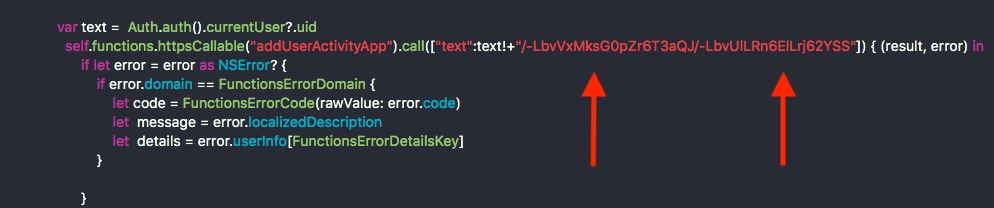 var text =  Auth.auth().currentUser?.uid
self.functions.httpsCallable("addUserActivityApp").call(["text":text!+"/-LbvVxMksG0pZr6T3aQJ/-LbvUlLRn6ElLrj62YSS"]) { (result, error) in
if let error = error as NSError? {
if error.domain == FunctionsErrorDomain {
let code = FunctionsErrorCode(rawValue: error.code)
let  message = error.localizedDescription
let  details = error.userInfo[FunctionsErrorDetailsKey]
}
}